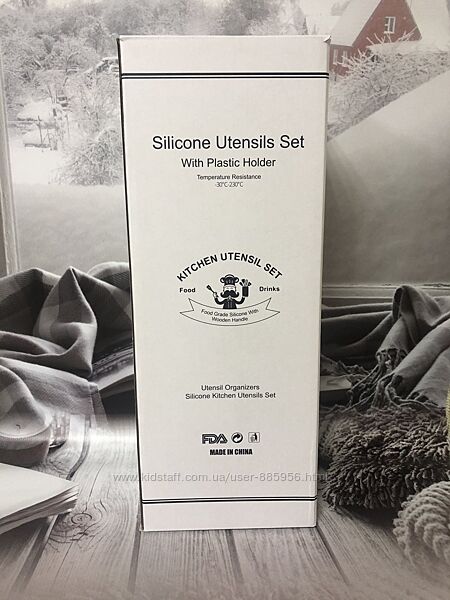 Silicone Utensils Set
With Plastic Holder
Temperature Resistance
-30℃-230℃
KITCHEN UTENSIL SET
Food
Drinks
Food Grade Silicone With
Wooden Handle
Utensil Organizers
Silicone Kitchen Utensils Set
FDA
MADE IN CHINA
www.kidstaff.com.ua/user-885956.html